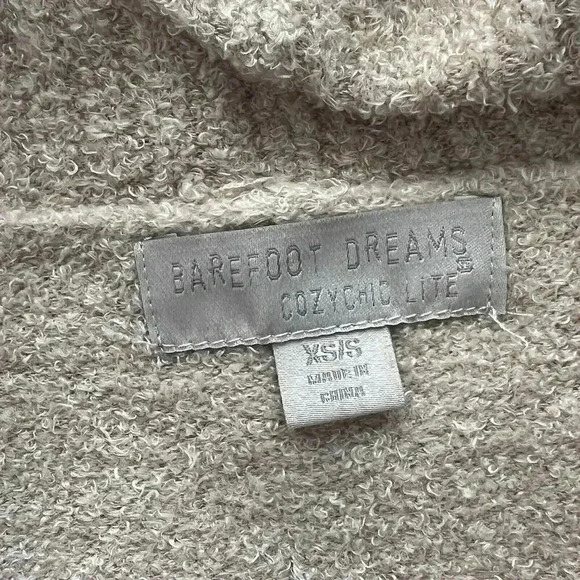 BAREFOOT DREAMS®
COZYCHIC LITE
XS/S
MADE IN
CHINA